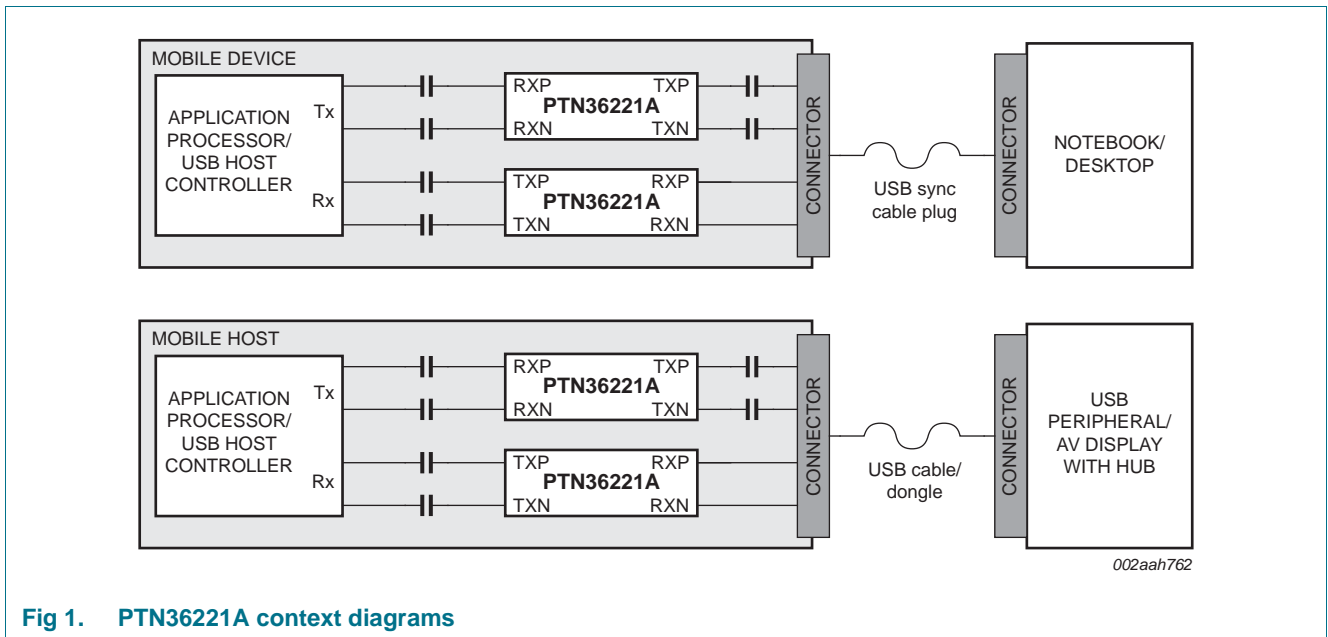 MOBILE DEVICE
APPLICATION
PROCESSOR/
USB HOST
CONTROLLER
Tx
Rx
RXP TXP
PTN36221A
RXN TXN
TXP RXP
PTN36221A
TXN RXN
CONNECTOR
USB sync
cable plug
CONNECTOR
NOTEBOOK/
DESKTOP
MOBILE HOST
APPLICATION
PROCESSOR/
USB HOST
CONTROLLER
Tx
Rx
RXP TXP
PTN36221A
RXN TXN
TXP RXP
PTN36221A
TXN RXN
CONNECTOR
USB cable/
dongle
CONNECTOR
USB
PERIPHERAL/
AV DISPLAY
WITH HUB
002aah762
Fig 1. PTN36221A context diagrams